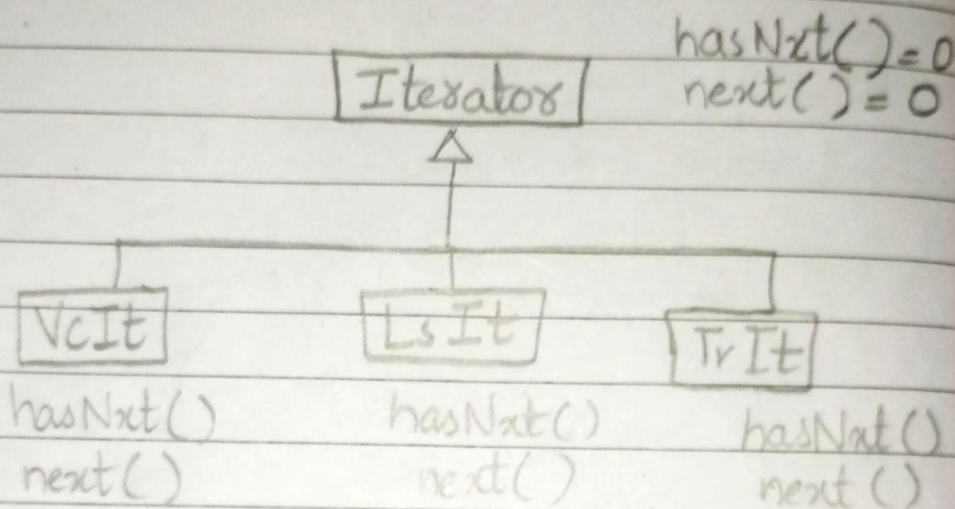 hasNxt()=0
Iterator
next()=0
VcIt
LsIt
TrIt
hasNxt()
hasNxt()
hasNxt()
next()
next()
next()